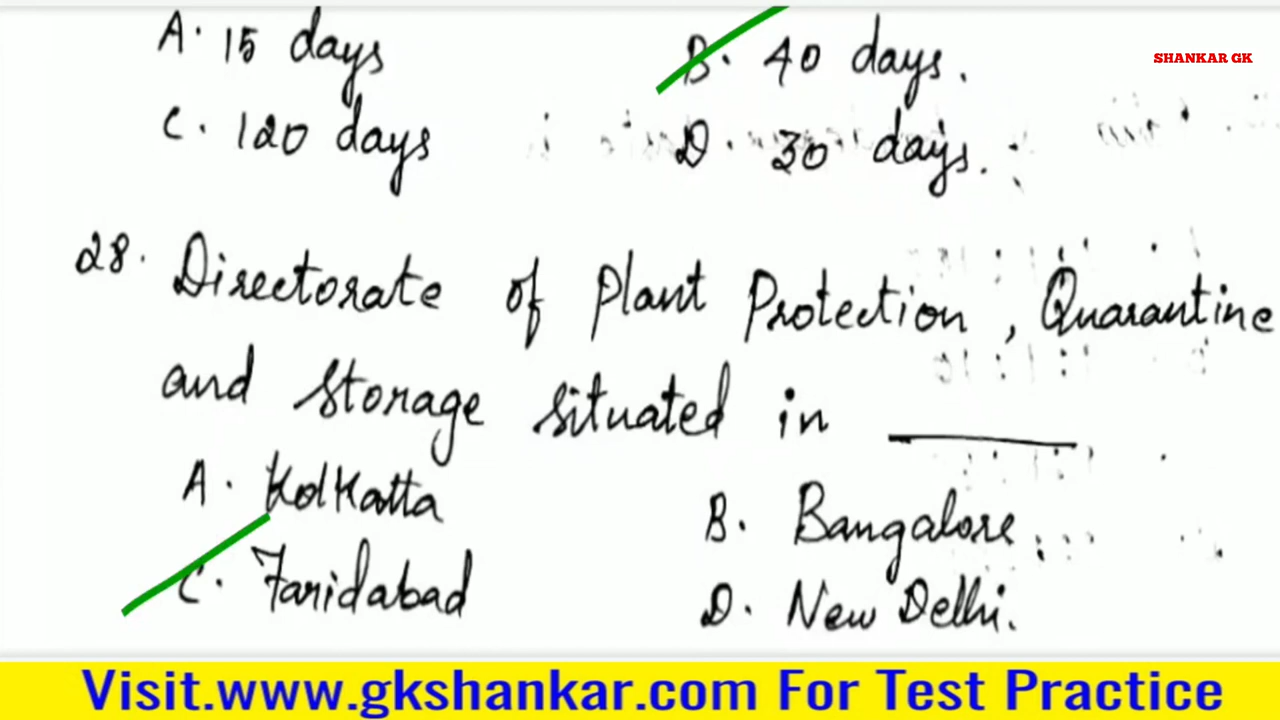 A. 15 days B. 40 days.
SHANKAR GK
C. 120 days D. 30 days.
28. Directorate of Plant Protection, Quarantine
and storage situated in ______
A. Kolkatta B. Bangalore
C. Faridabad D. New Delhi.
Visit.www.gkshankar.com For Test Practice